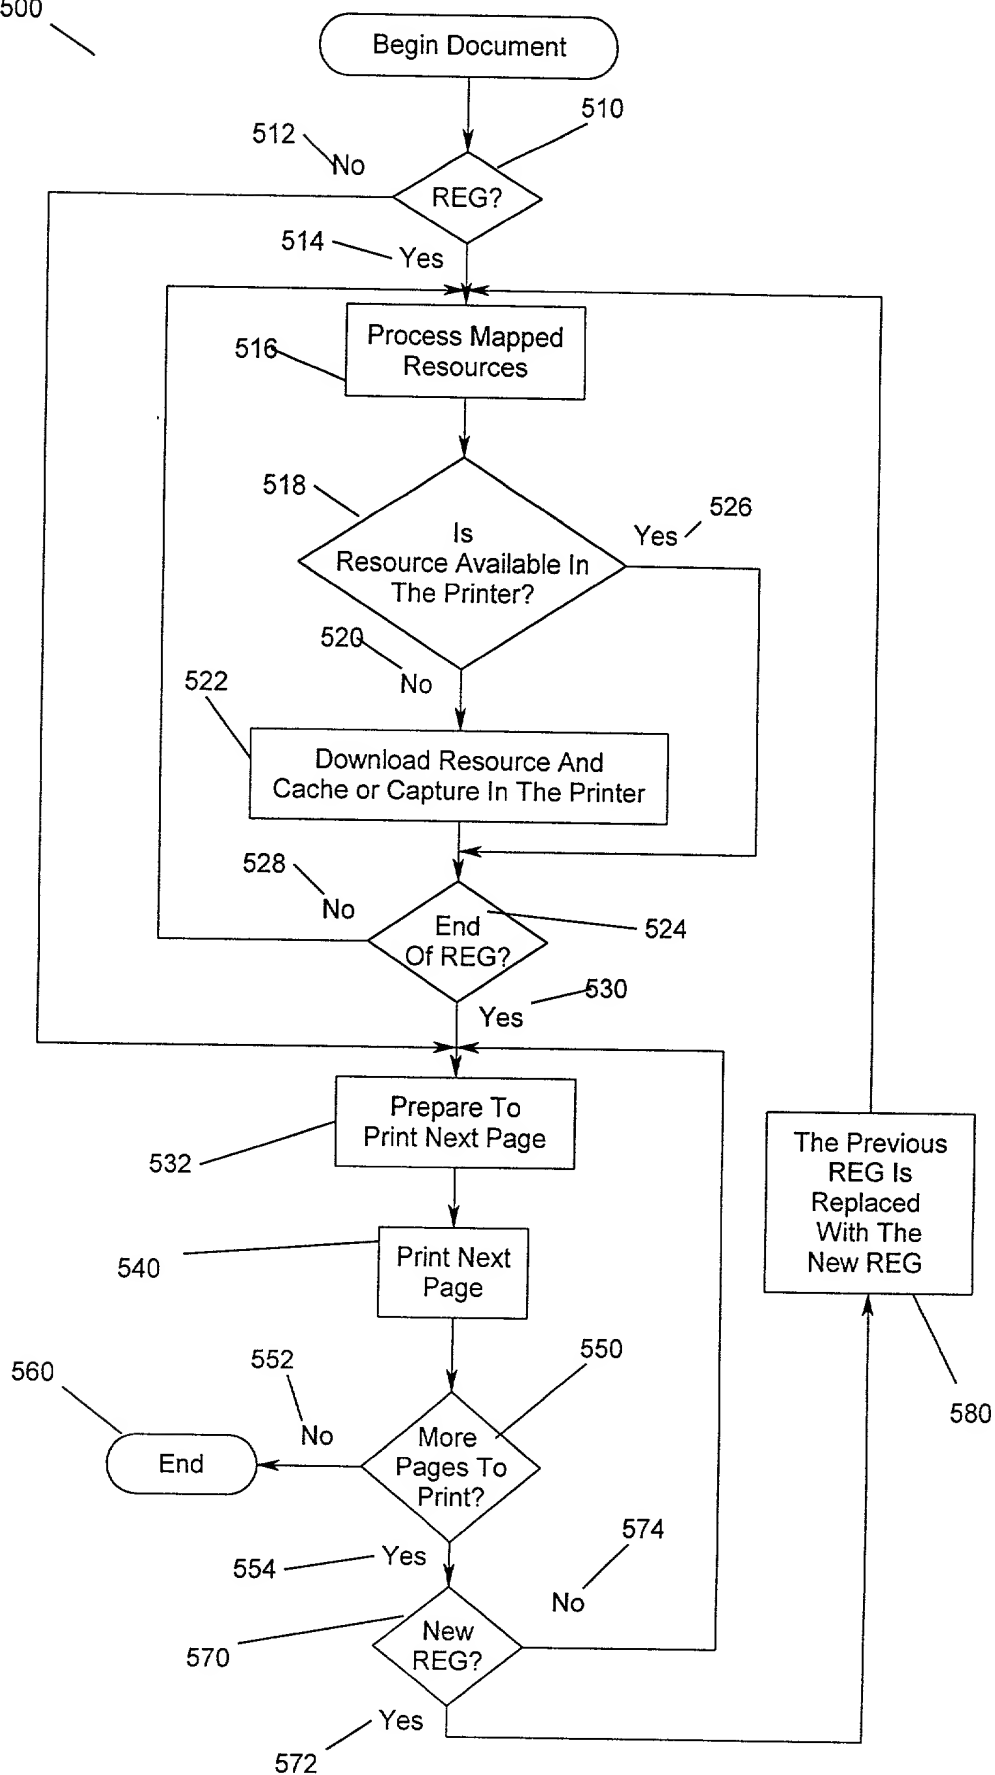 500
Begin Document
510
512
No
REG?
514
Yes
Process Mapped
Resources
516
518
526
Yes
Is
Resource Available In
The Printer?
520
No
522
Download Resource And
Cache or Capture In The Printer
528
No
524
End
Of REG?
530
Yes
Prepare To
Print Next Page
532
The Previous
REG Is
Replaced
With The
New REG
Print Next
Page
540
550
552
560
580
No
More
Pages To
Print?
End
574
554
Yes
No
New
REG?
570
Yes
572